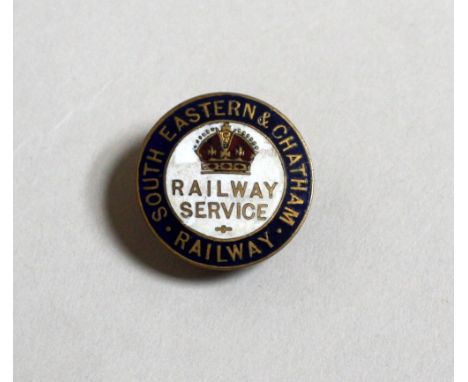 SOUTH EASTERN & CHATHAM
· RAILWAY ·
RAILWAY
SERVICE